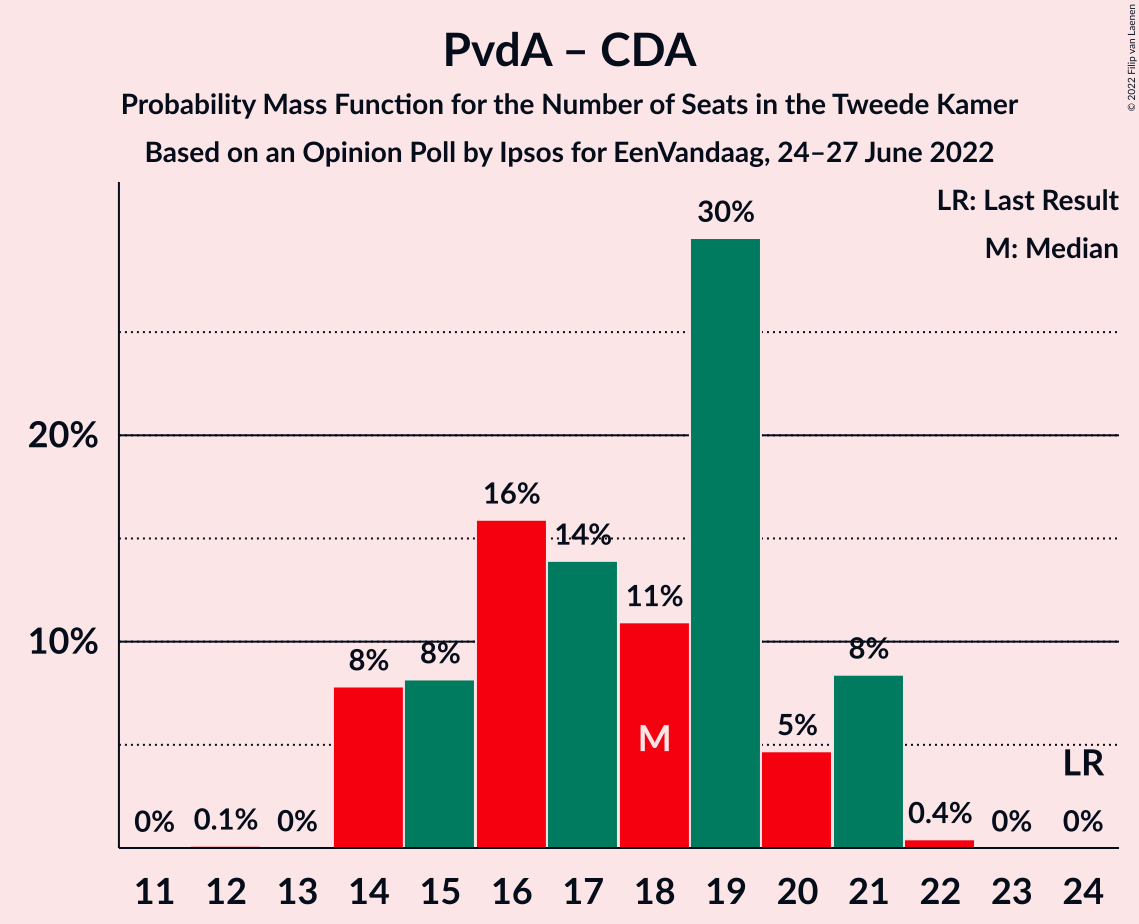 PvdA – CDA
Probability Mass Function for the Number of Seats in the Tweede Kamer
Based on an Opinion Poll by Ipsos for EenVandaag, 24–27 June 2022
© 2022 Filip van Laenen
LR: Last Result
M: Median
30%
20%
16%
14%
11%
10%
8%
8%
8%
M
5%
LR
0%
0.1%
0%
0.4%
0%
0%
11 12 13 14 15 16 17 18 19 20 21 22 23 24